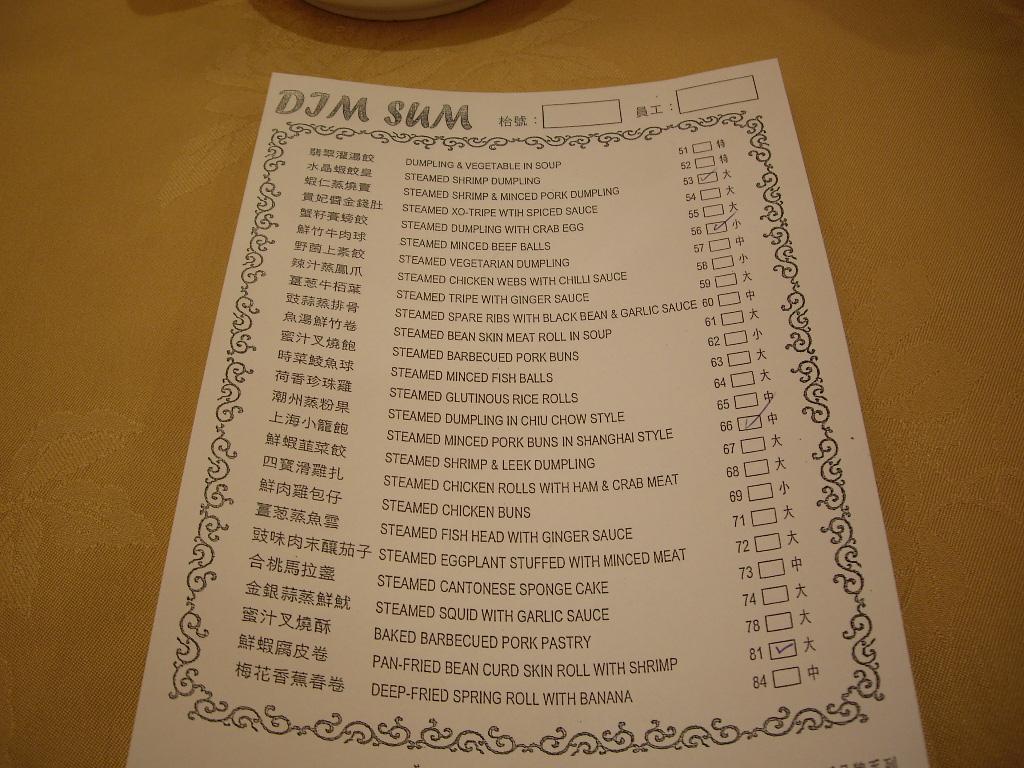 DIM SUM 枱號： 員工：
翡翠灌湯餃 DUMPLING & VEGETABLE IN SOUP 51 特
水晶蝦餃皇 STEAMED SHRIMP DUMPLING 52 特
蝦仁蒸燒賣 STEAMED SHRIMP & MINCED PORK DUMPLING 53 大
貴妃醬金錢肚 STEAMED XO-TRIPE WTIH SPICED SAUCE 54 大
蟹籽賽螃餃 STEAMED DUMPLING WITH CRAB EGG 55 大
鮮竹牛肉球 STEAMED MINCED BEEF BALLS 56 小
野菌上素餃 STEAMED VEGETARIAN DUMPLING 57 中
辣汁蒸鳳爪 STEAMED CHICKEN WEBS WITH CHILLI SAUCE 58 小
薑葱牛栢葉 STEAMED TRIPE WITH GINGER SAUCE 59 大
豉蒜蒸排骨 STEAMED SPARE RIBS WITH BLACK BEAN & GARLIC SAUCE 60 中
魚湯鮮竹卷 STEAMED BEAN SKIN MEAT ROLL IN SOUP 61 大
蜜汁叉燒飽 STEAMED BARBECUED PORK BUNS 62 小
時菜鯪魚球 STEAMED MINCED FISH BALLS 63 大
荷香珍珠雞 STEAMED GLUTINOUS RICE ROLLS 64 大
潮州蒸粉果 STEAMED DUMPLING IN CHIU CHOW STYLE 65 中
上海小籠飽 STEAMED MINCED PORK BUNS IN SHANGHAI STYLE 66 中
鮮蝦韮菜餃 STEAMED SHRIMP & LEEK DUMPLING 67 大
四寶滑雞扎 STEAMED CHICKEN ROLLS WITH HAM & CRAB MEAT 68 大
鮮肉雞包仔 STEAMED CHICKEN BUNS 69 小
薑葱蒸魚雲 STEAMED FISH HEAD WITH GINGER SAUCE 71 大
豉味肉末釀茄子 STEAMED EGGPLANT STUFFED WITH MINCED MEAT 72 大
合桃馬拉盞 STEAMED CANTONESE SPONGE CAKE 73 中
金銀蒜蒸鮮魷 STEAMED SQUID WITH GARLIC SAUCE 74 大
蜜汁叉燒酥 BAKED BARBECUED PORK PASTRY 78 大
鮮蝦腐皮卷 PAN-FRIED BEAN CURD SKIN ROLL WITH SHRIMP 81 大
梅花香蕉春卷 DEEP-FRIED SPRING ROLL WITH BANANA 84 中